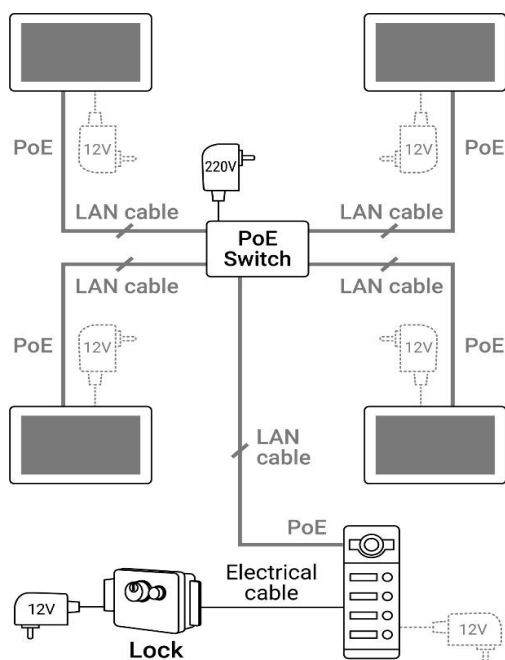 PoE
12V
12V
PoE
220V
LAN cable
LAN cable
PoE
Switch
LAN cable
LAN cable
PoE
12V
12V
PoE
LAN
cable
PoE
Electrical
cable
12V
12V
Lock